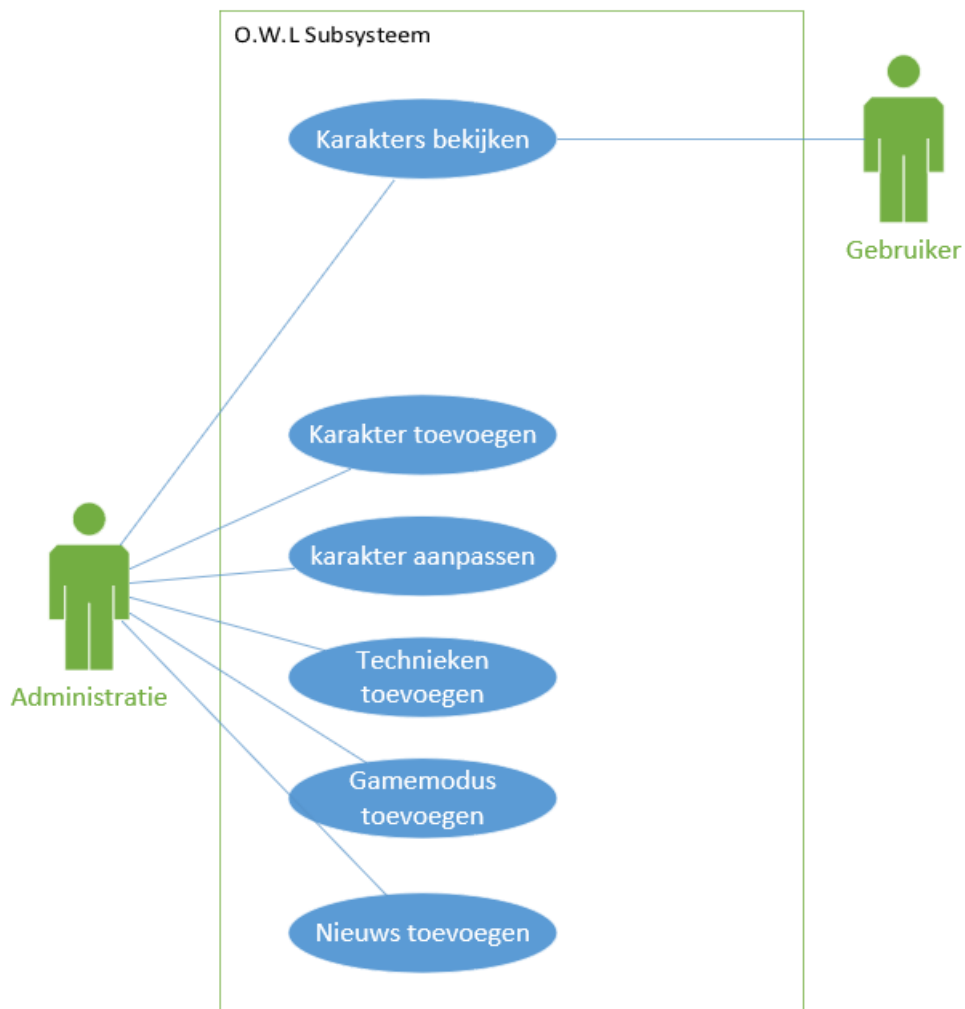 O.W.L Subsysteem
Karakters bekijken
Gebruiker
Karakter toevoegen
karakter aanpassen
Technieken
toevoegen
Administratie
Gamemodus
toevoegen
Nieuws toevoegen